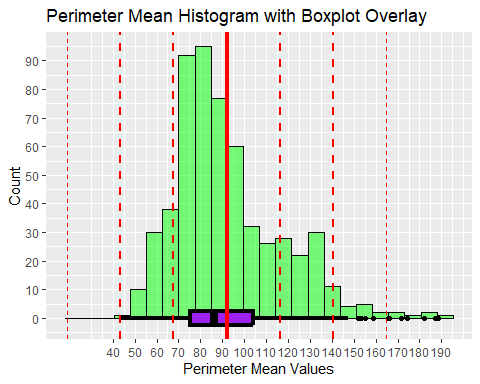 Perimeter Mean Histogram with Boxplot Overlay
90
80
70
60
50
40
30
20
10
0
Count
40 50 60 70 80 90 100 110 120 130 140 150 160 170 180 190
Perimeter Mean Values